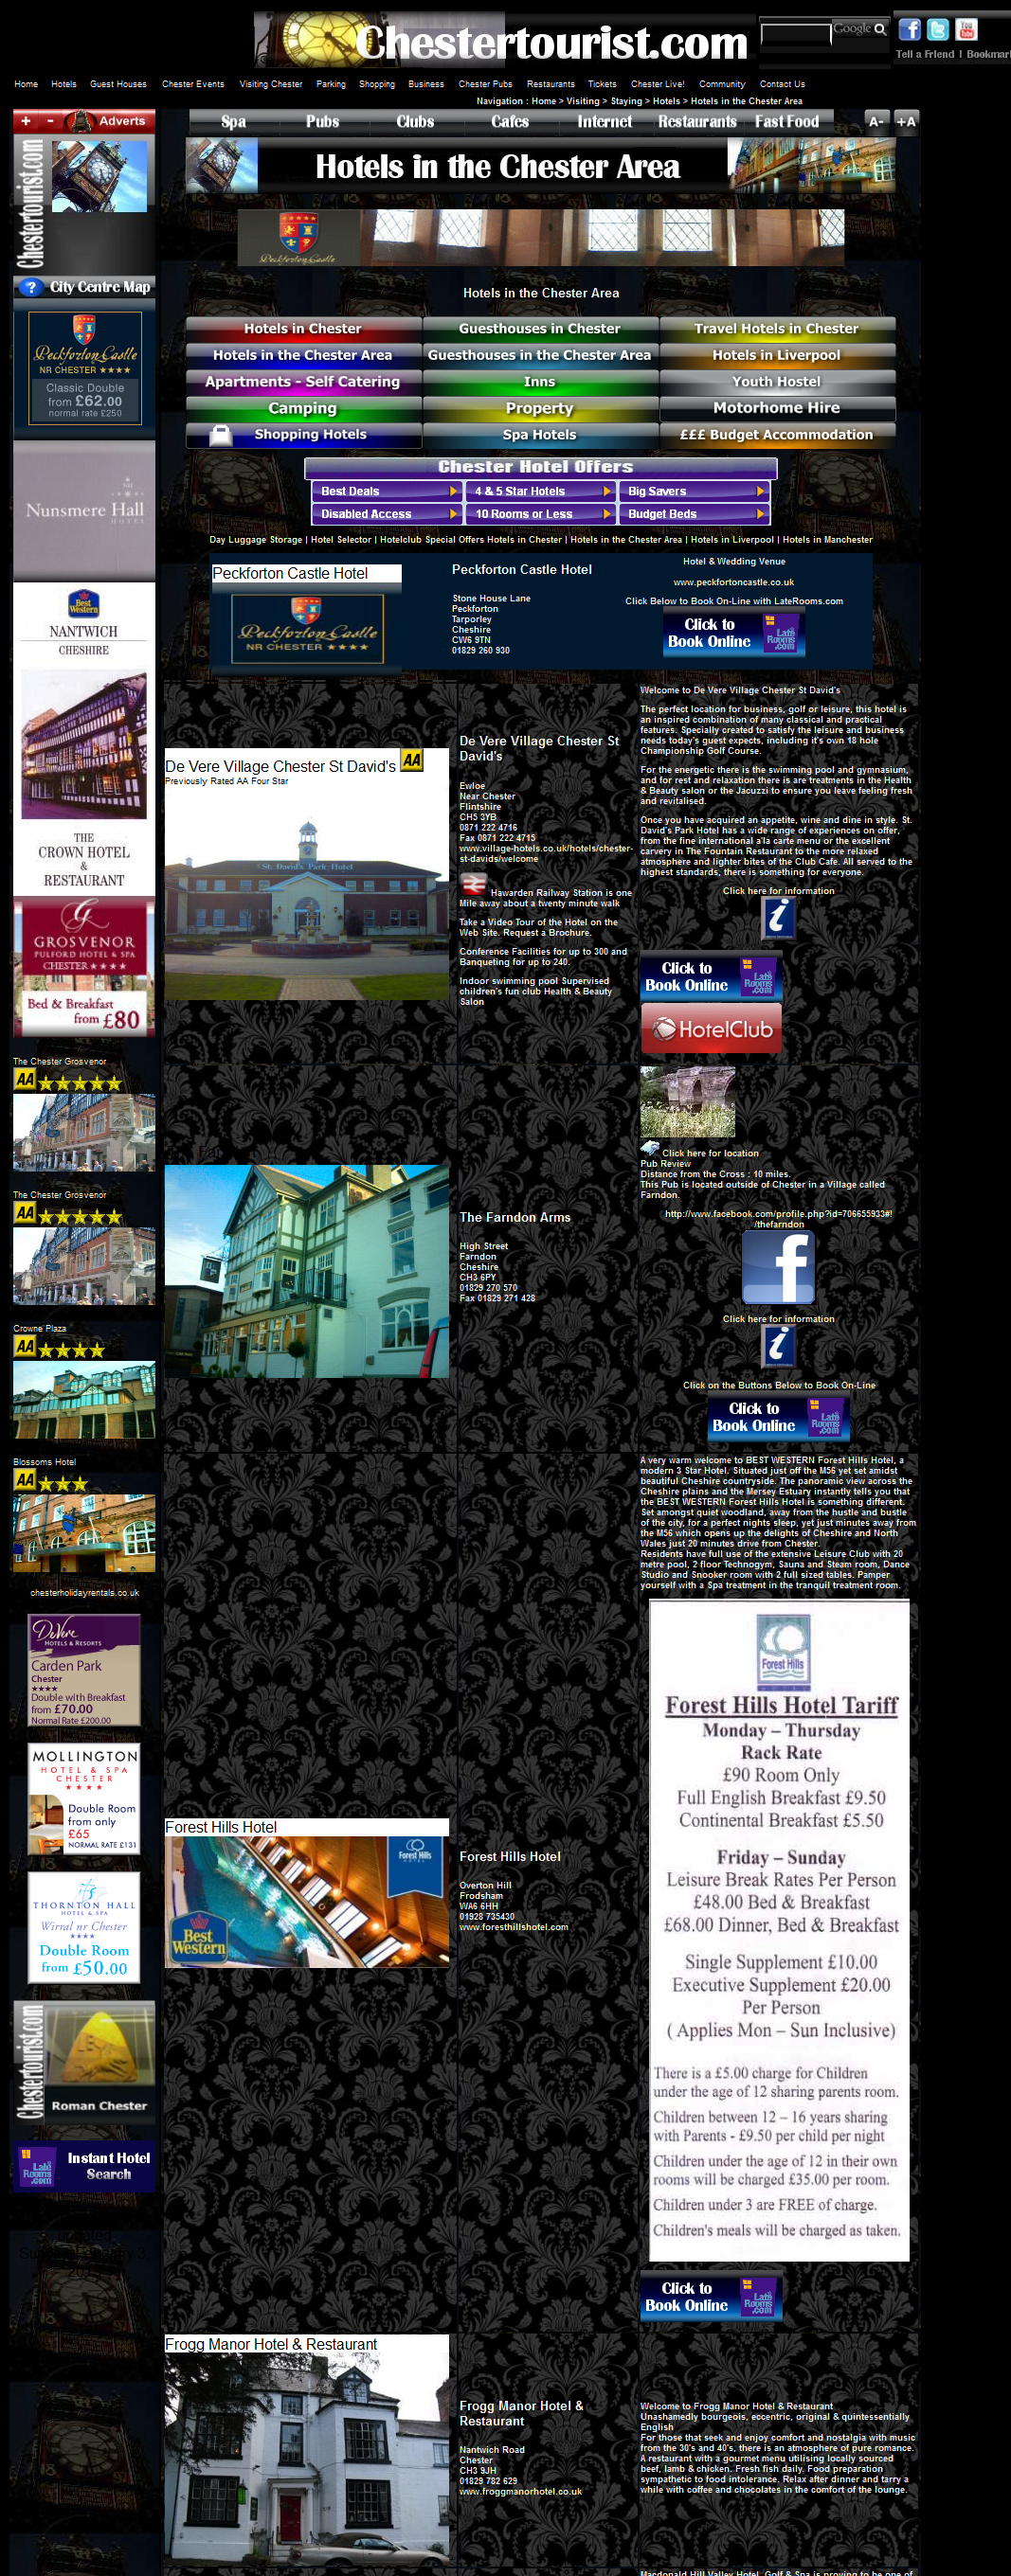 Chestertourist.com
Google
Tell a Friend | Bookmar
Home Hotels Guest Houses Chester Events Visiting Chester Parking Shopping Business Chester Pubs Restaurants Tickets Chester Live! Community Contact Us
Navigation : Home > Visiting > Staying > Hotels > Hotels in the Chester Area
+ - Adverts
Spa Pubs Clubs Cafes Internet Restaurants Fast Food
A- +A
Chestertourist.com
Hotels in the Chester Area
Peckforton Castle
? City Centre Map
Hotels in the Chester Area
Peckforton Castle
NR CHESTER ★★★★
Classic Double
from £62.00
normal rate £250
Hotels in Chester Guesthouses in Chester Travel Hotels in Chester
Hotels in the Chester Area Guesthouses in the Chester Area Hotels in Liverpool
Apartments - Self Catering Inns Youth Hostel
Camping Property Motorhome Hire
Shopping Hotels Spa Hotels £££ Budget Accommodation
Chester Hotel Offers
Best Deals 4 & 5 Star Hotels Big Savers
Disabled Access 10 Rooms or Less Budget Beds
Day Luggage Storage | Hotel Selector | Hotelclub Special Offers Hotels in Chester | Hotels in the Chester Area | Hotels in Liverpool | Hotels in Manchester
NH
Nunsmere Hall
HOTEL
Peckforton Castle Hotel
Peckforton Castle
NR CHESTER ★★★★
Peckforton Castle Hotel
Stone House Lane
Peckforton
Tarporley
Cheshire
CW6 9TN
01829 260 930
Hotel & Wedding Venue
www.peckfortoncastle.co.uk
Click Below to Book On-Line with LateRooms.com
Click to
Book Online
Late
Rooms
.com
Best
Western
NANTWICH
CHESHIRE
THE
CROWN HOTEL
&
RESTAURANT
G
GROSVENOR
PULFORD HOTEL & SPA
CHESTER ★★★★
Bed & Breakfast
from £80
De Vere Village Chester St David's AA
Previously Rated AA Four Star
St. David's Park Hotel
De Vere Village Chester St
David's
Ewloe
Near Chester
Flintshire
CH5 3YB
0871 222 4716
Fax 0871 222 4715
www.village-hotels.co.uk/hotels/chester-
st-davids/welcome
Hawarden Railway Station is one
Mile away about a twenty minute walk
Take a Video Tour of the Hotel on the
Web Site. Request a Brochure.
Conference Facilities for up to 300 and
Banqueting for up to 240.
Indoor swimming pool Supervised
children's fun club Health & Beauty
Salon
Welcome to De Vere Village Chester St David's
The perfect location for business, golf or leisure, this hotel is
an inspired combination of many classical and practical
features. Specially created to satisfy the leisure and business
needs today's guest expects, including it's own 18 hole
Championship Golf Course.
For the energetic there is the swimming pool and gymnasium,
and for rest and relaxation there is are treatments in the Health
& Beauty salon or the Jacuzzi to ensure you leave feeling fresh
and revitalised.
Once you have acquired an appetite, wine and dine in style. St.
David's Park Hotel has a wide range of experiences on offer,
from the fine international a'la carte menu or the excellent
carvery in The Fountain Restaurant to the more relaxed
atmosphere and lighter bites of the Club Cafe. All served to the
highest standards, there is something for everyone.
Click here for information
i
Click to
Book Online
Late
Rooms
.com
HotelClub
The Chester Grosvenor
AA
The Chester Grosvenor
AA
Crowne Plaza
AA
Blossoms Hotel
AA
chesterholidayrentals.co.uk
The Farndon Arms
High Street
Farndon
Cheshire
CH3 6PY
01829 270 570
Fax 01829 271 428
Click here for location
Pub Review
Distance from the Cross : 10 miles.
This Pub is located outside of Chester in a Village called
Farndon.
http://www.facebook.com/profile.php?id=706655933#!
/thefarndon
f
Click here for information
i
Click on the Buttons Below to Book On-Line
Click to
Book Online
Late
Rooms
.com
De Vere
HOTELS & RESORTS
Carden Park
Chester
★★★★
Double with Breakfast
from £70.00
Normal Rate £200.00
MOLLINGTON
HOTEL & SPA
CHESTER
★★★★
Double Room
from only
£65
NORMAL RATE £131
THORNTON HALL
HOTEL & SPA
Wirral nr Chester
★★★★
Double Room
from £50.00
Chestertourist.com
Roman Chester
Late
Rooms
.com
Instant Hotel
Search
Forest Hills Hotel
Forest Hills
Best
Western
Forest Hills Hotel
Overton Hill
Frodsham
WA6 6HH
01928 735430
www.foresthillshotel.com
A very warm welcome to BEST WESTERN Forest Hills Hotel, a
modern 3 Star Hotel. Situated just off the M56 yet set amidst
beautiful Cheshire countryside. The panoramic view across the
Cheshire plains and the Mersey Estuary instantly tells you that
the BEST WESTERN Forest Hills Hotel is something different.
Set amongst quiet woodland, away from the hustle and bustle
of the city, for a perfect nights sleep, yet just minutes away from
the M56 which opens up the delights of Cheshire and North
Wales just 20 minutes drive from Chester.
Residents have full use of the extensive Leisure Club with 20
metre pool, 2 floor Technogym, Sauna and Steam room, Dance
Studio and Snooker room with 2 full sized tables. Pamper
yourself with a Spa treatment in the tranquil treatment room.
Forest Hills
Forest Hills Hotel Tariff
Monday – Thursday
Rack Rate
£90 Room Only
Full English Breakfast £9.50
Continental Breakfast £5.50
Friday – Sunday
Leisure Break Rates Per Person
£48.00 Bed & Breakfast
£68.00 Dinner, Bed & Breakfast
Single Supplement £10.00
Executive Supplement £20.00
Per Person
( Applies Mon – Sun Inclusive)
There is a £5.00 charge for Children
under the age of 12 sharing parents room.
Children between 12 – 16 years sharing
with Parents - £9.50 per child per night
Children under the age of 12 in their own
rooms will be charged £35.00 per room.
Children under 3 are FREE of charge.
Children's meals will be charged as taken.
Click to
Book Online
Late
Rooms
.com
Frogg Manor Hotel & Restaurant
Frogg Manor Hotel &
Restaurant
Nantwich Road
Chester
CH3 9JH
01829 782 629
www.froggmanorhotel.co.uk
Welcome to Frogg Manor Hotel & Restaurant
Unashamedly bourgeois, eccentric, original & quintessentially
English
For those that seek and enjoy comfort and nostalgia with music
from the 30's and 40's, there is an atmosphere of pure romance.
A restaurant with a gourmet menu utilising locally sourced
beef, lamb & chicken. Fresh fish daily. Food preparation
sympathetic to food intolerance. Relax after dinner and tarry a
while with coffee and chocolates in the comfort of the lounge.
Macdonald Hill Valley Hotel, Golf & Spa is proving to be one of